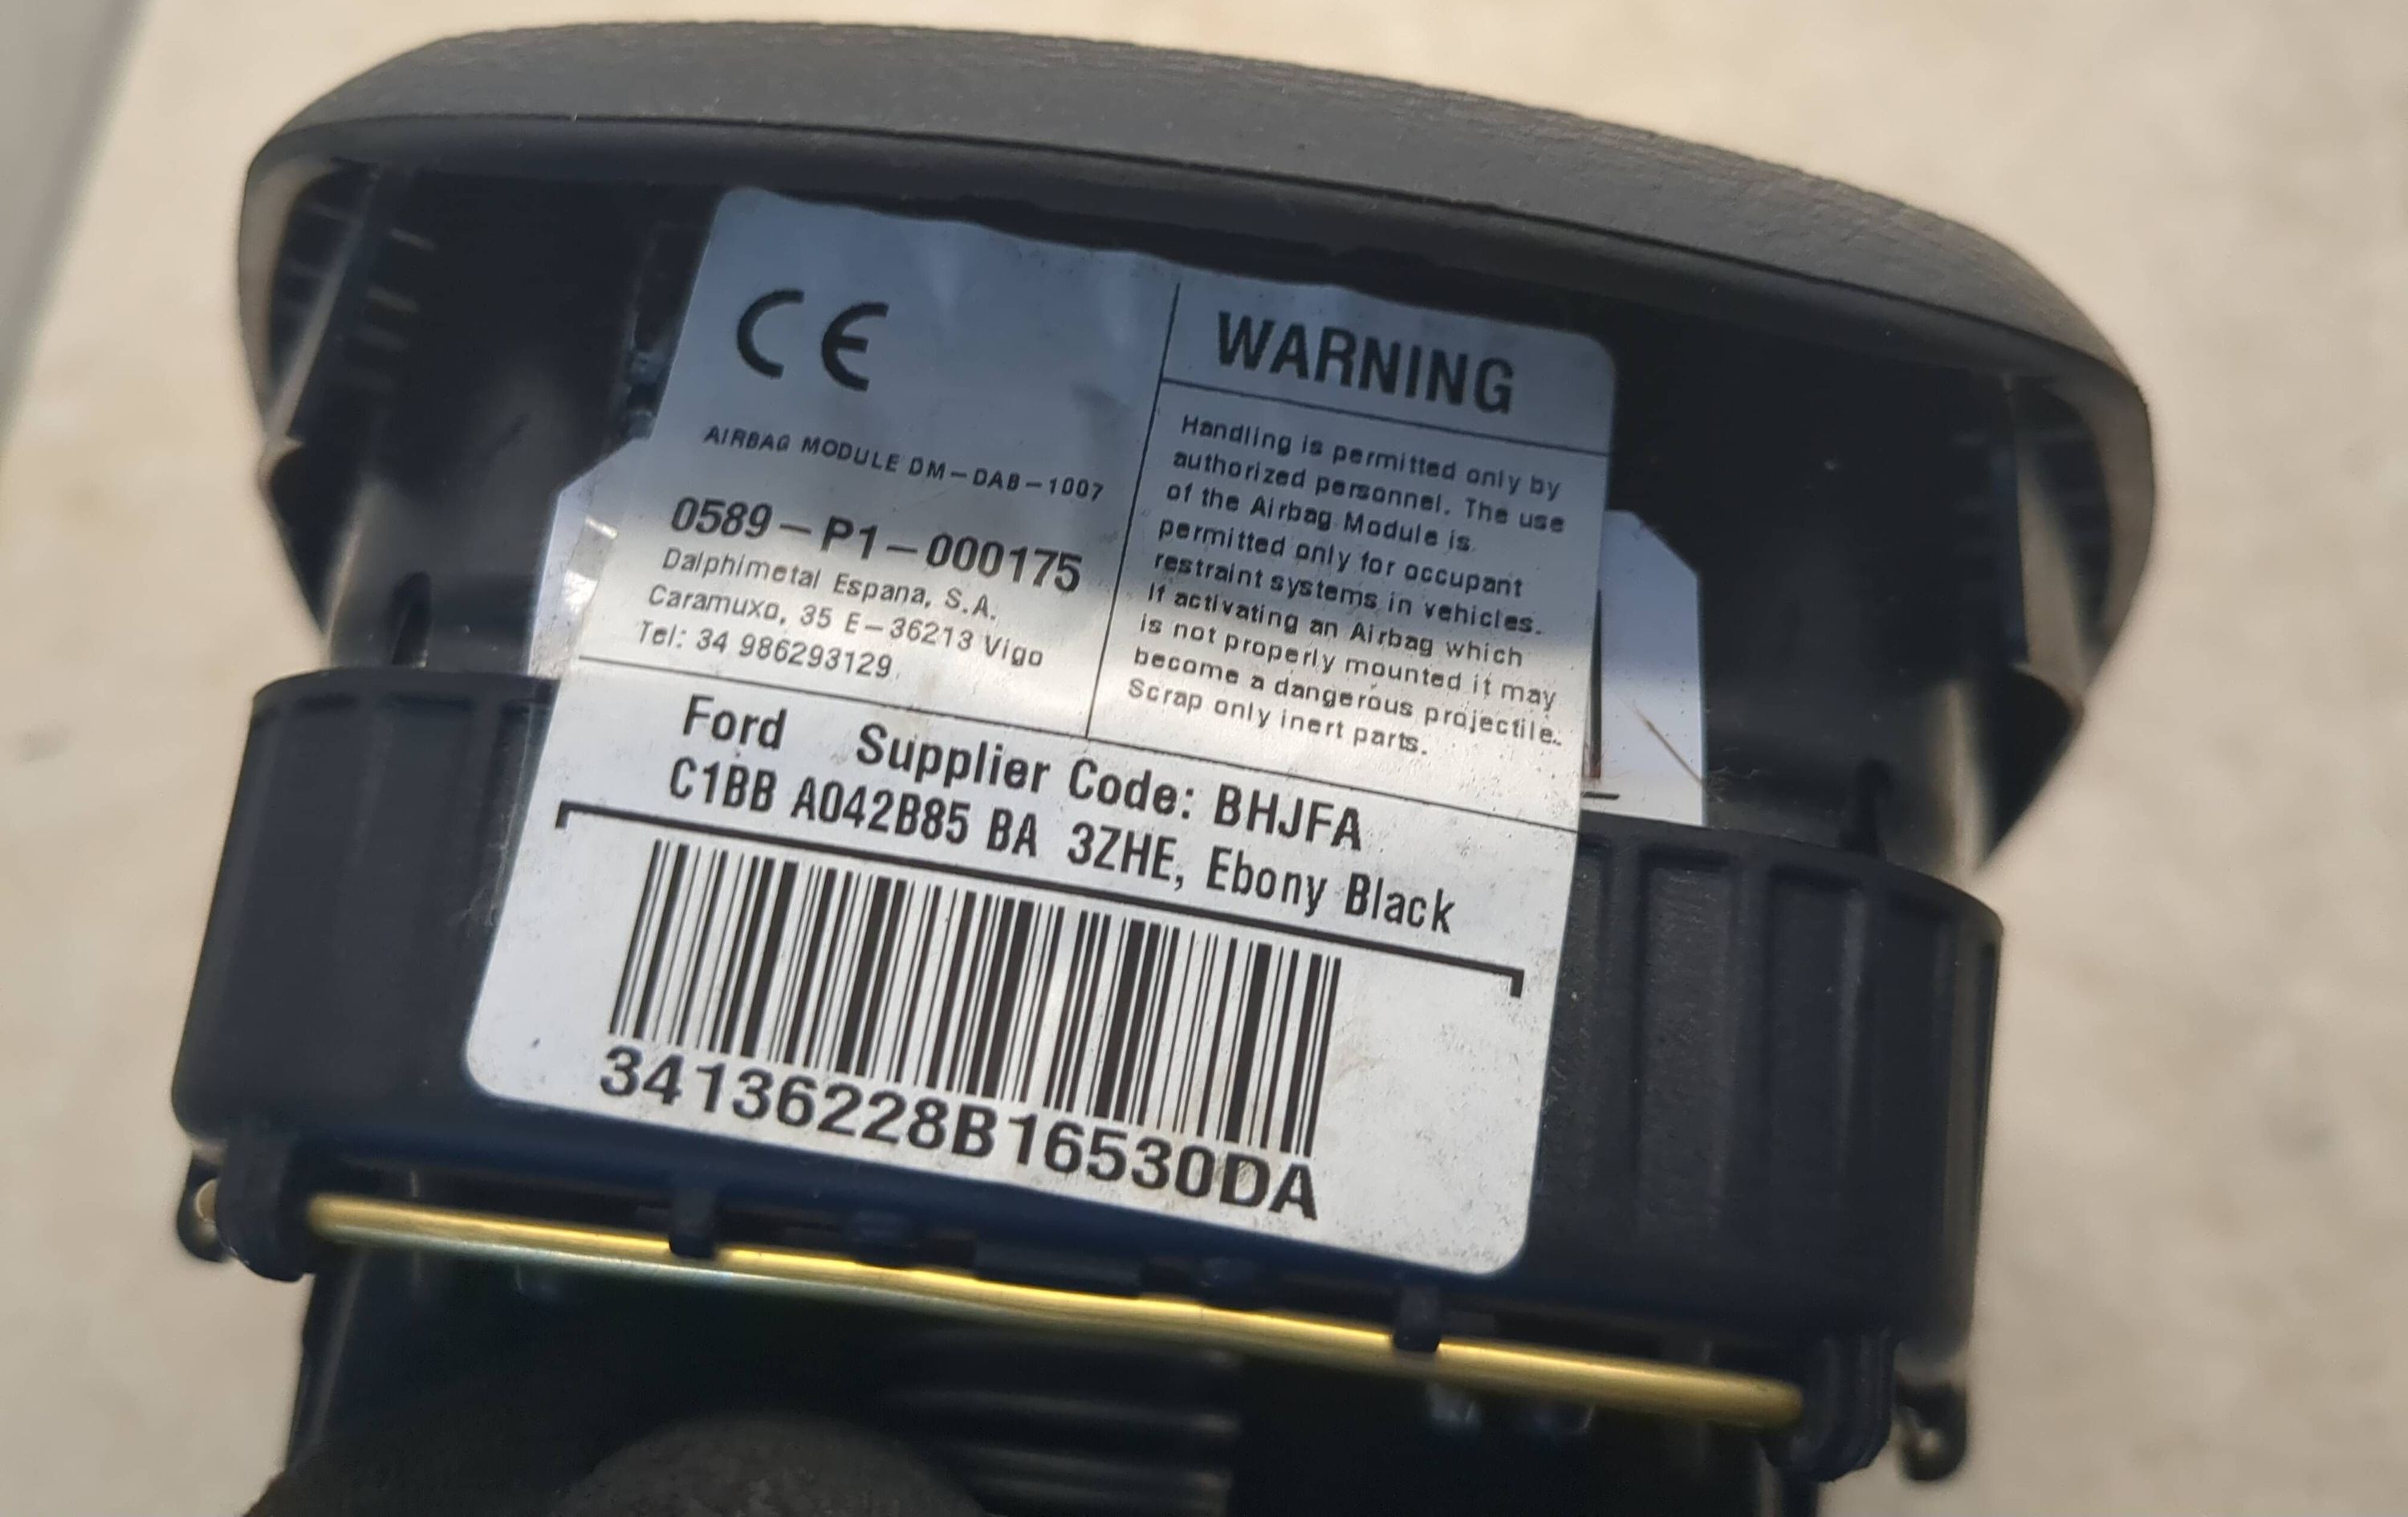 CE
AIRBAG MODULE DM-DAB-1007
0589-P1-000175
Dalphimetal Espana, S.A.
Caramuxo, 35 E-36213 Vigo
Tel: 34 986293129
WARNING
Handling is permitted only by
authorized personnel. The use
of the Airbag Module is
permitted only for occupant
restraint systems in vehicles.
If activating an Airbag which
is not properly mounted it may
become a dangerous projectile.
Scrap only inert parts.
Ford Supplier Code: BHJFA
C1BB A042B85 BA 3ZHE, Ebony Black
34136228B16530DA